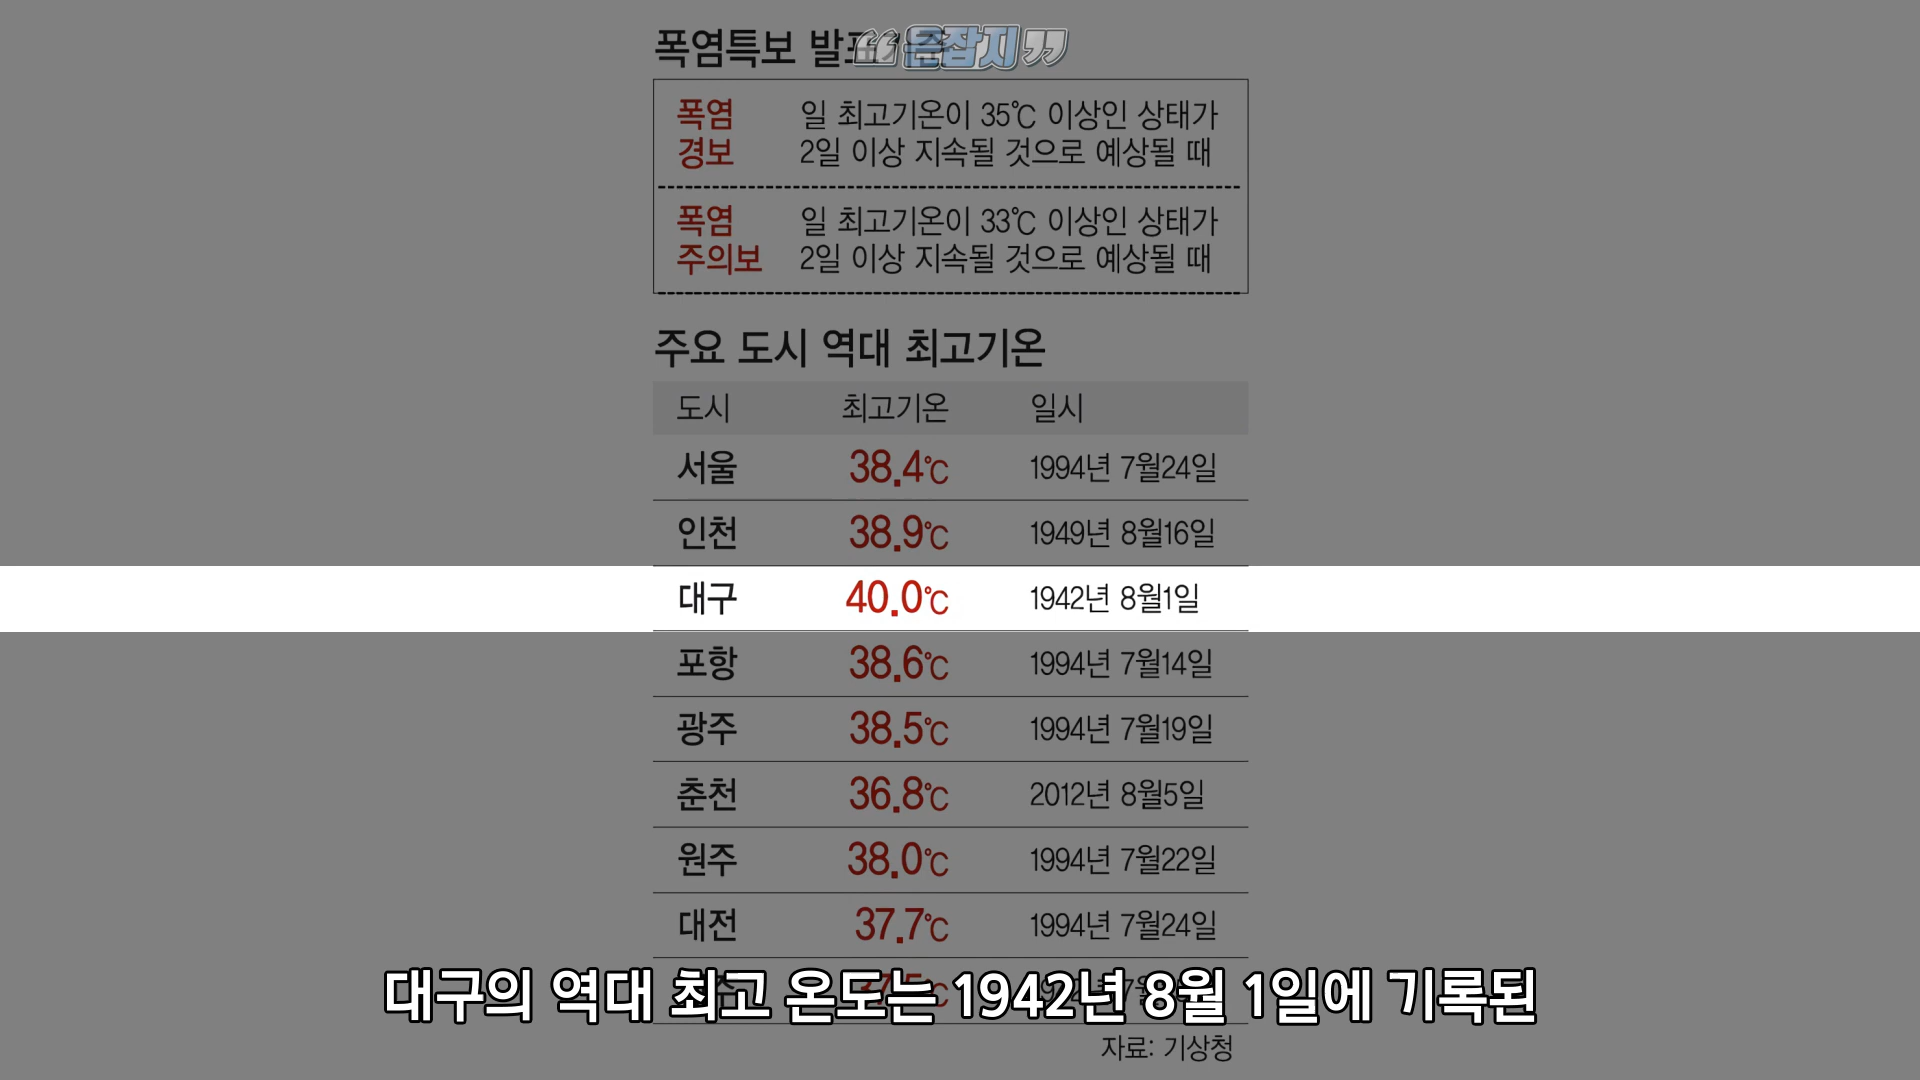 폭염특보 발표기준
“은잡지”
폭염 경보
일 최고기온이 35℃ 이상인 상태가
2일 이상 지속될 것으로 예상될 때
폭염 주의보
일 최고기온이 33℃ 이상인 상태가
2일 이상 지속될 것으로 예상될 때
주요 도시 역대 최고기온
도시 최고기온 일시
서울 38.4℃ 1994년 7월24일
인천 38.9℃ 1949년 8월16일
대구 40.0℃ 1942년 8월1일
포항 38.6℃ 1994년 7월14일
광주 38.5℃ 1994년 7월19일
춘천 36.8℃ 2012년 8월5일
원주 38.0℃ 1994년 7월22일
대전 37.7℃ 1994년 7월24일
대구의 역대 최고 온도는 1942년 8월 1일에 기록된
자료: 기상청